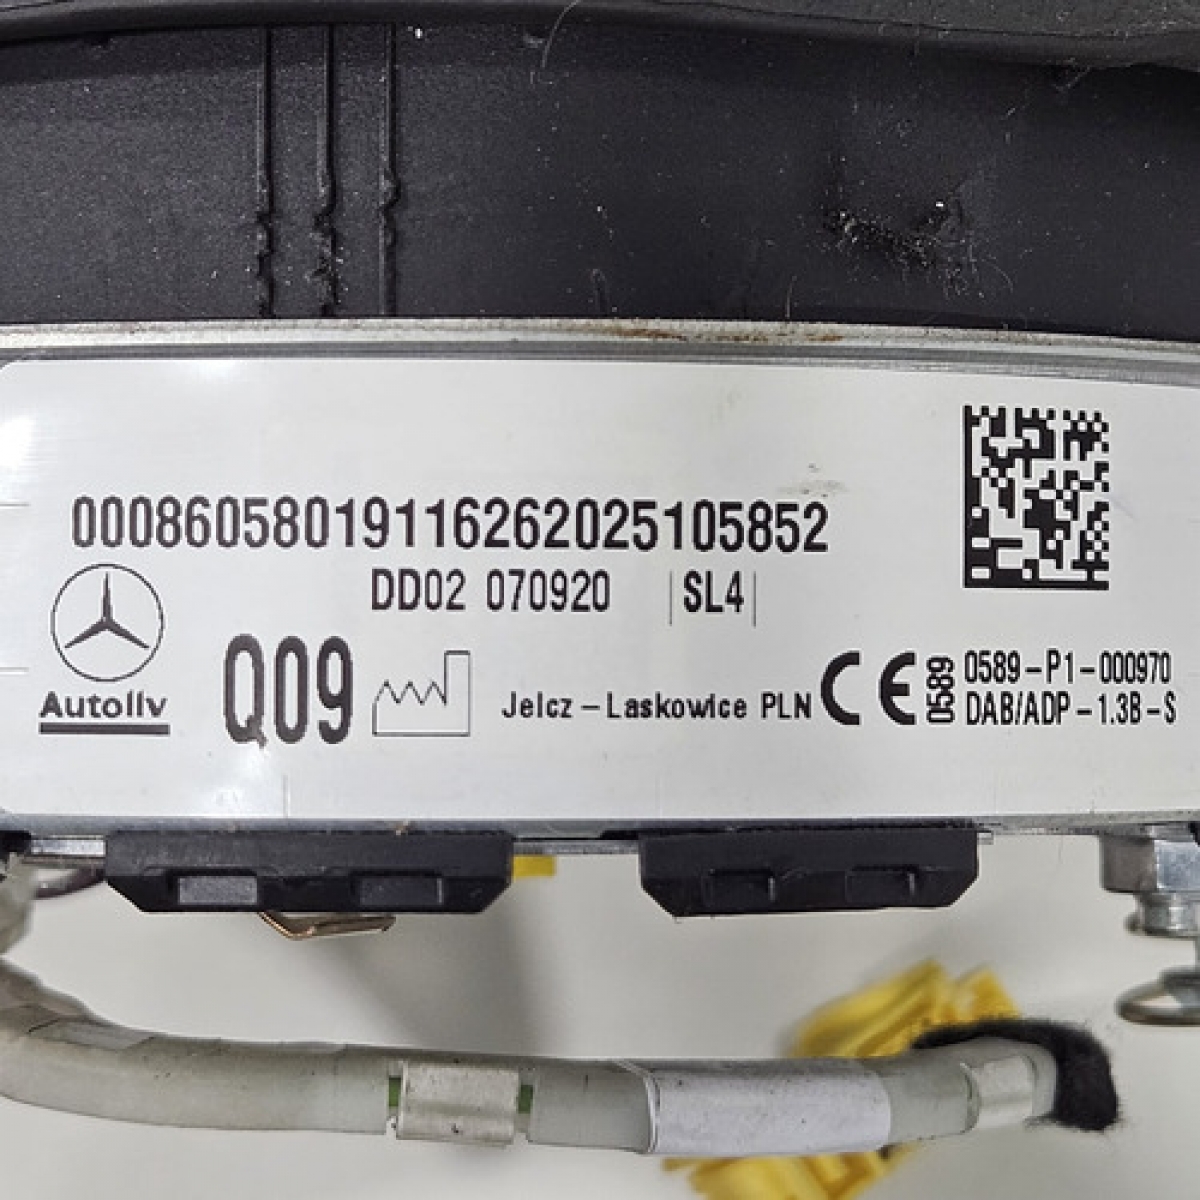 000860580191162620251058 52
DD02 070920 |SL4|
Autoliv
Q09
Jelcz-Laskowice PLN
CE
0589
0589-P1-000970
DAB/ADP-1.3B-S